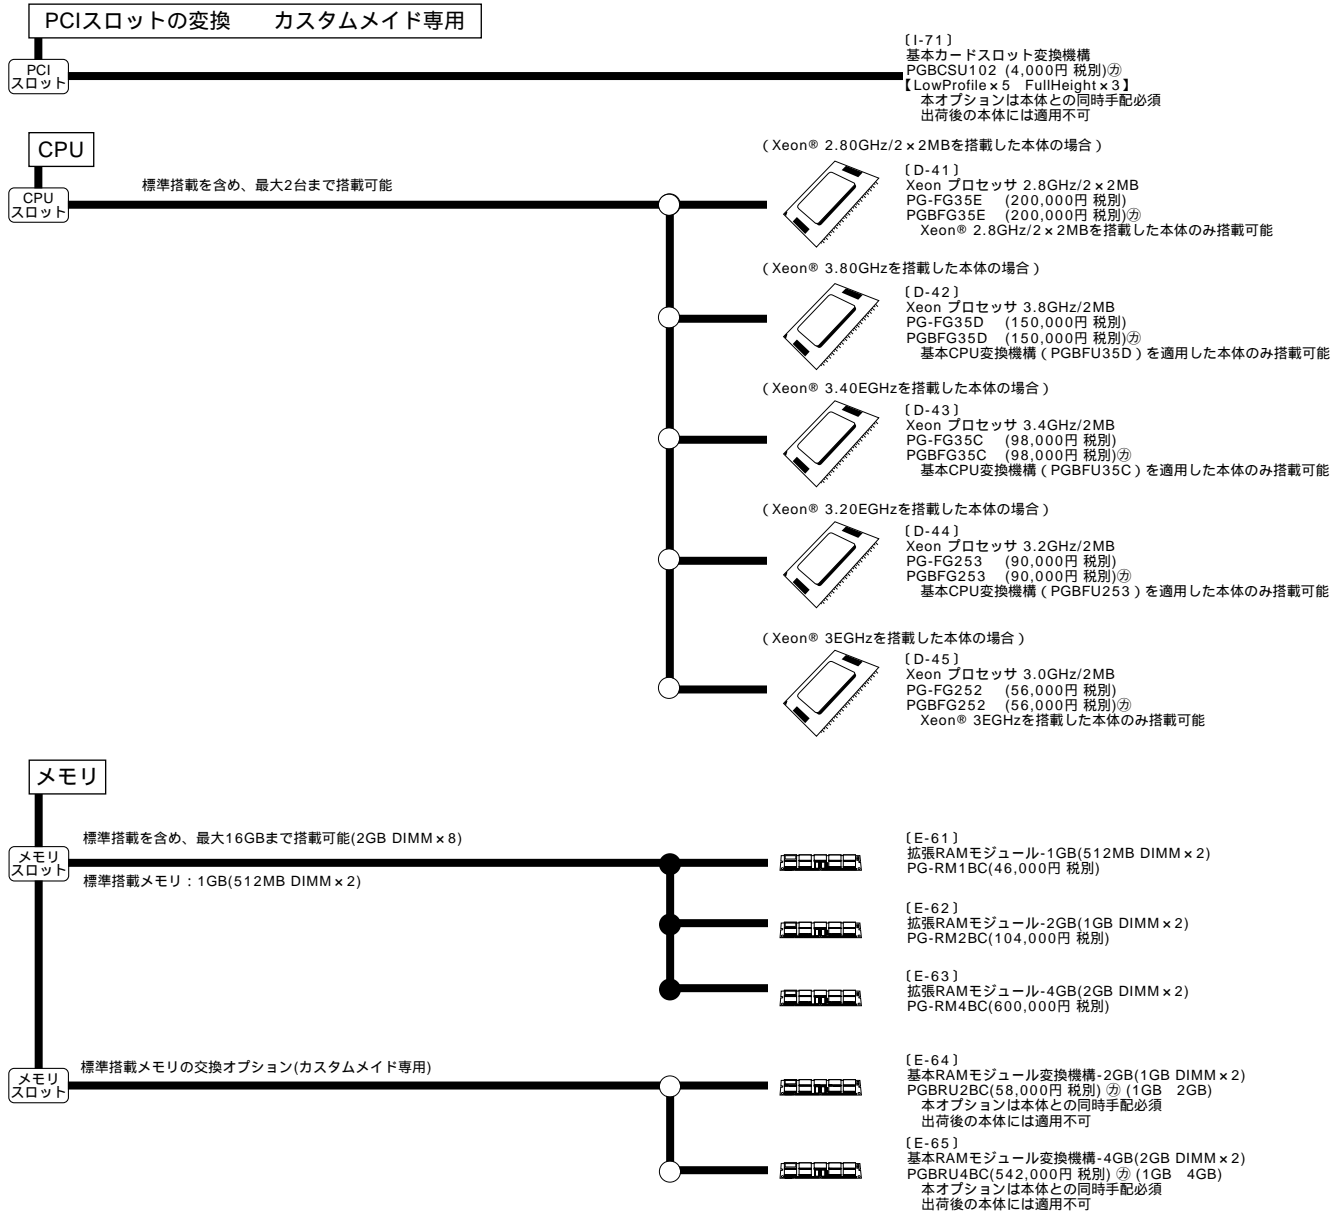 PCIスロットの変換　　カスタムメイド専用
PCI
スロット
〔I-71〕
基本カードスロット変換機構
PGBCSU102 (4,000円 税別)㋕
【LowProfile×5　FullHeight×3】
本オプションは本体との同時手配必須
出荷後の本体には適用不可
CPU
CPU
スロット
標準搭載を含め、最大2台まで搭載可能
（Xeon® 2.80GHz/2×2MBを搭載した本体の場合）
〔D-41〕
Xeon プロセッサ 2.8GHz/2×2MB
PG-FG35E　(200,000円 税別)
PGBFG35E　(200,000円 税別)㋕
Xeon® 2.8GHz/2×2MBを搭載した本体のみ搭載可能
（Xeon® 3.80GHzを搭載した本体の場合）
〔D-42〕
Xeon プロセッサ 3.8GHz/2MB
PG-FG35D　(150,000円 税別)
PGBFG35D　(150,000円 税別)㋕
基本CPU変換機構（PGBFU35D）を適用した本体のみ搭載可能
（Xeon® 3.40EGHzを搭載した本体の場合）
〔D-43〕
Xeon プロセッサ 3.4GHz/2MB
PG-FG35C　(98,000円 税別)
PGBFG35C　(98,000円 税別)㋕
基本CPU変換機構（PGBFU35C）を適用した本体のみ搭載可能
（Xeon® 3.20EGHzを搭載した本体の場合）
〔D-44〕
Xeon プロセッサ 3.2GHz/2MB
PG-FG253　(90,000円 税別)
PGBFG253　(90,000円 税別)㋕
基本CPU変換機構（PGBFU253）を適用した本体のみ搭載可能
（Xeon® 3EGHzを搭載した本体の場合）
〔D-45〕
Xeon プロセッサ 3.0GHz/2MB
PG-FG252　(56,000円 税別)
PGBFG252　(56,000円 税別)㋕
Xeon® 3EGHzを搭載した本体のみ搭載可能
メモリ
メモリ
スロット
標準搭載を含め、最大16GBまで搭載可能(2GB DIMM×8)
標準搭載メモリ：1GB(512MB DIMM×2)
〔E-61〕
拡張RAMモジュール-1GB(512MB DIMM×2)
PG-RM1BC(46,000円 税別)
〔E-62〕
拡張RAMモジュール-2GB(1GB DIMM×2)
PG-RM2BC(104,000円 税別)
〔E-63〕
拡張RAMモジュール-4GB(2GB DIMM×2)
PG-RM4BC(600,000円 税別)
メモリ
スロット
標準搭載メモリの交換オプション(カスタムメイド専用)
〔E-64〕
基本RAMモジュール変換機構-2GB(1GB DIMM×2)
PGBRU2BC(58,000円 税別) ㋕ (1GB　2GB)
本オプションは本体との同時手配必須
出荷後の本体には適用不可
〔E-65〕
基本RAMモジュール変換機構-4GB(2GB DIMM×2)
PGBRU4BC(542,000円 税別) ㋕ (1GB　4GB)
本オプションは本体との同時手配必須
出荷後の本体には適用不可